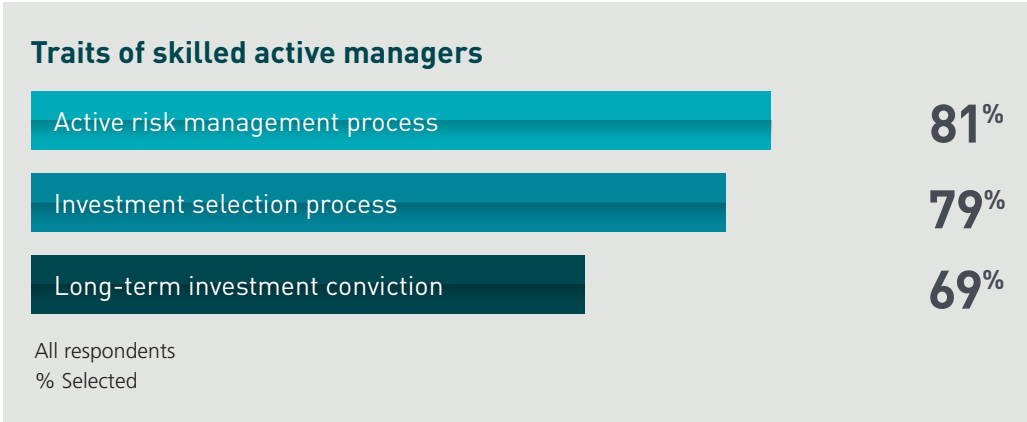 Traits of skilled active managers
Active risk management process 81%
Investment selection process 79%
Long-term investment conviction 69%
All respondents
% Selected